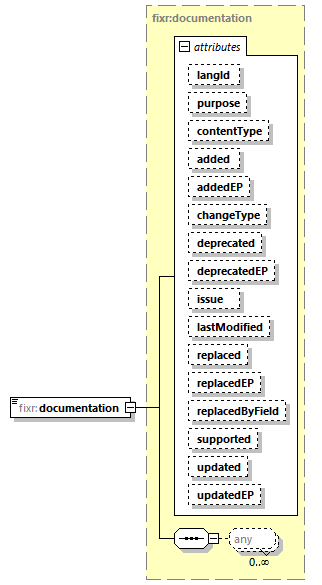 fixr:documentation
attributes
langId
purpose
contentType
added
addedEP
changeType
deprecated
deprecatedEP
issue
lastModified
replaced
replacedEP
replacedByField
fixr:documentation
supported
updated
updatedEP
any
0..∞